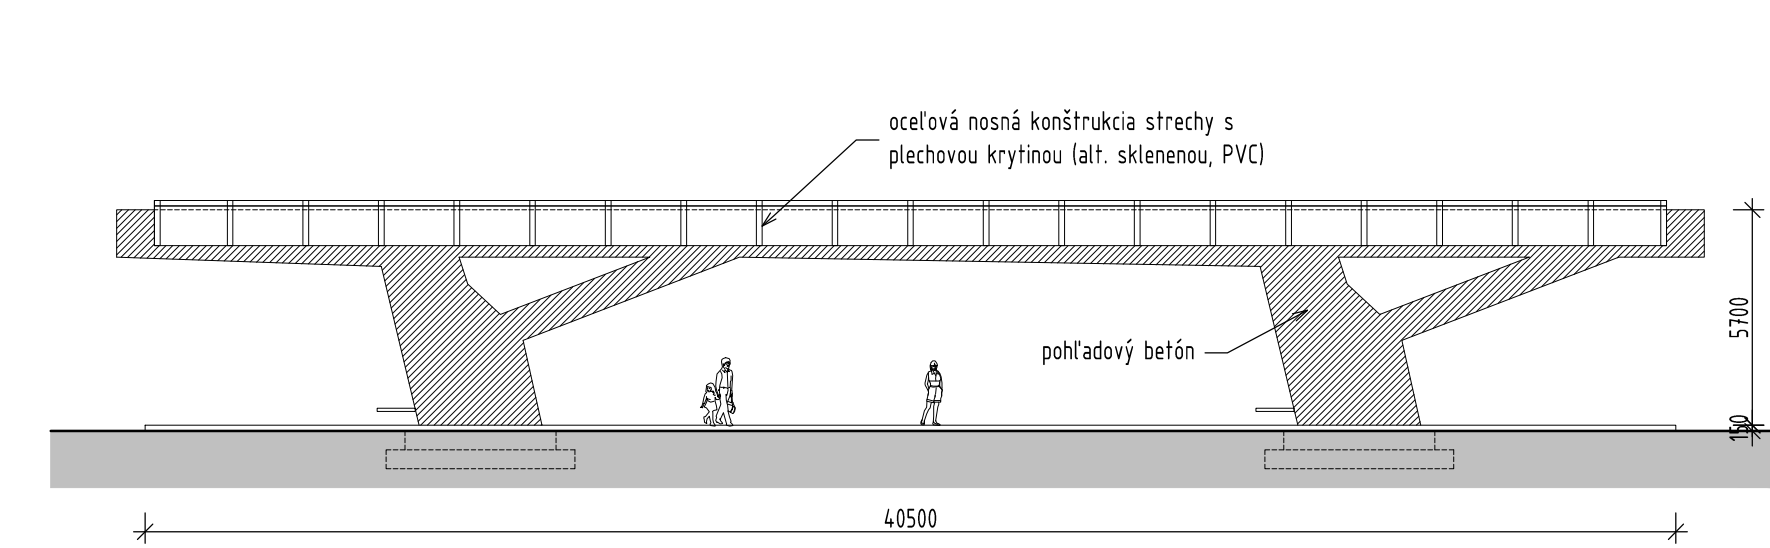 oceľová nosná konštrukcia strechy s
plechovou krytinou (alt. sklenenou, PVC)
5700
pohľadový betón
150
40500